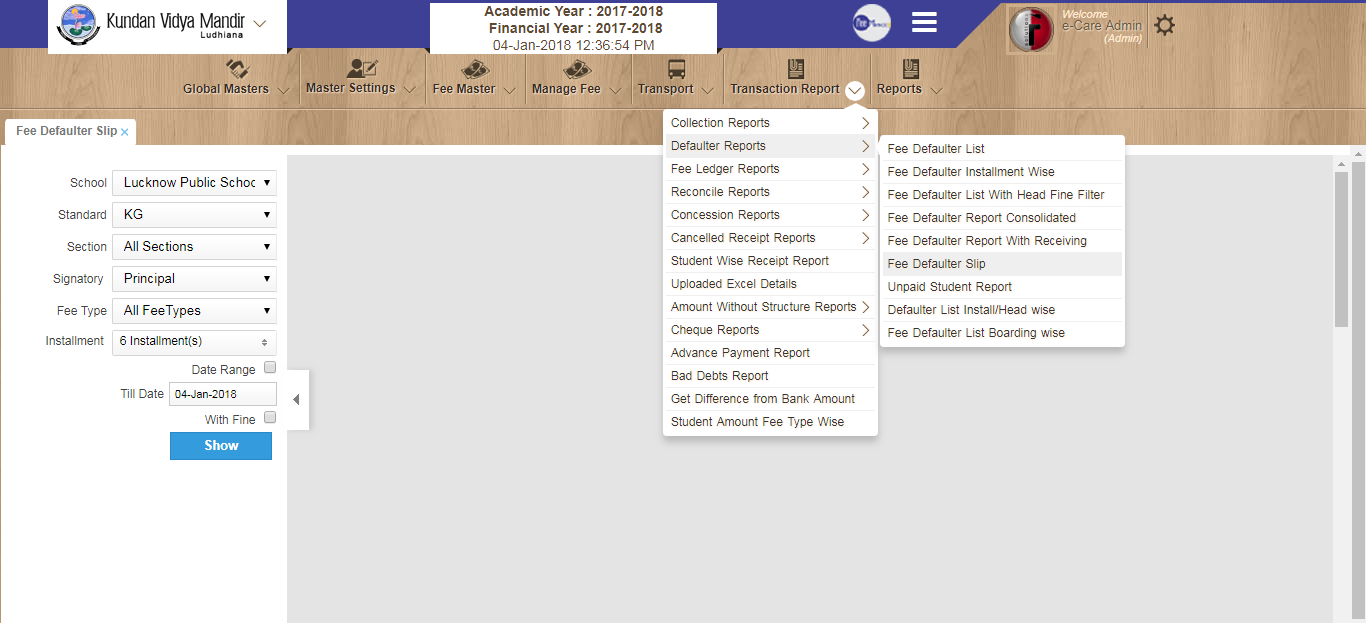 Kundan Vidya Mandir
Ludhiana
Academic Year : 2017-2018
Financial Year : 2017-2018
04-Jan-2018 12:36:54 PM
Welcome
e-Care Admin
(Admin)
Global Masters
Master Settings
Fee Master
Manage Fee
Transport
Transaction Report
Reports
Fee Defaulter Slip ×
School Lucknow Public Schoo
Standard KG
Section All Sections
Signatory Principal
Fee Type All FeeTypes
Installment 6 Installment(s)
Date Range
Till Date 04-Jan-2018
With Fine
Show
Collection Reports
Defaulter Reports
Fee Ledger Reports
Reconcile Reports
Concession Reports
Cancelled Receipt Reports
Student Wise Receipt Report
Uploaded Excel Details
Amount Without Structure Reports
Cheque Reports
Advance Payment Report
Bad Debts Report
Get Difference from Bank Amount
Student Amount Fee Type Wise
Fee Defaulter List
Fee Defaulter Installment Wise
Fee Defaulter List With Head Fine Filter
Fee Defaulter Report Consolidated
Fee Defaulter Report With Receiving
Fee Defaulter Slip
Unpaid Student Report
Defaulter List Install/Head wise
Fee Defaulter List Boarding wise